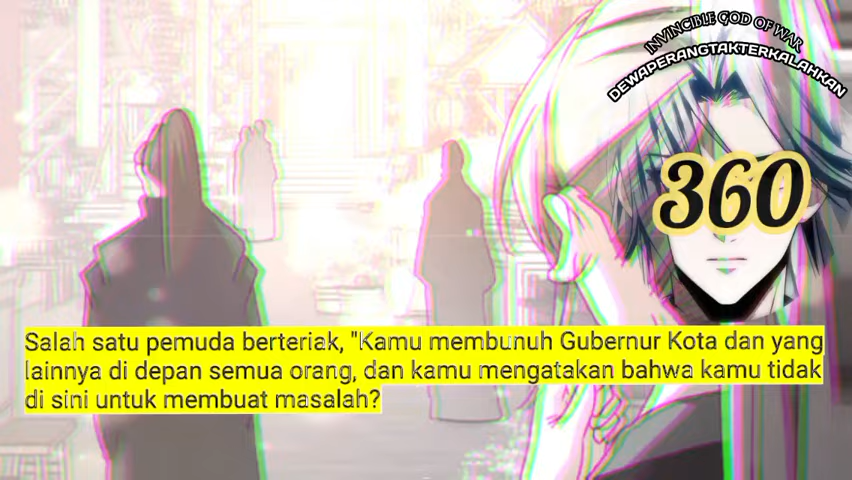 INVINCIBLE GOD OF WAR
DEWAPERANGTAKTERKALAHKAN
360
Salah satu pemuda berteriak, "Kamu membunuh Gubernur Kota dan yang
lainnya di depan semua orang, dan kamu mengatakan bahwa kamu tidak
di sini untuk membuat masalah?